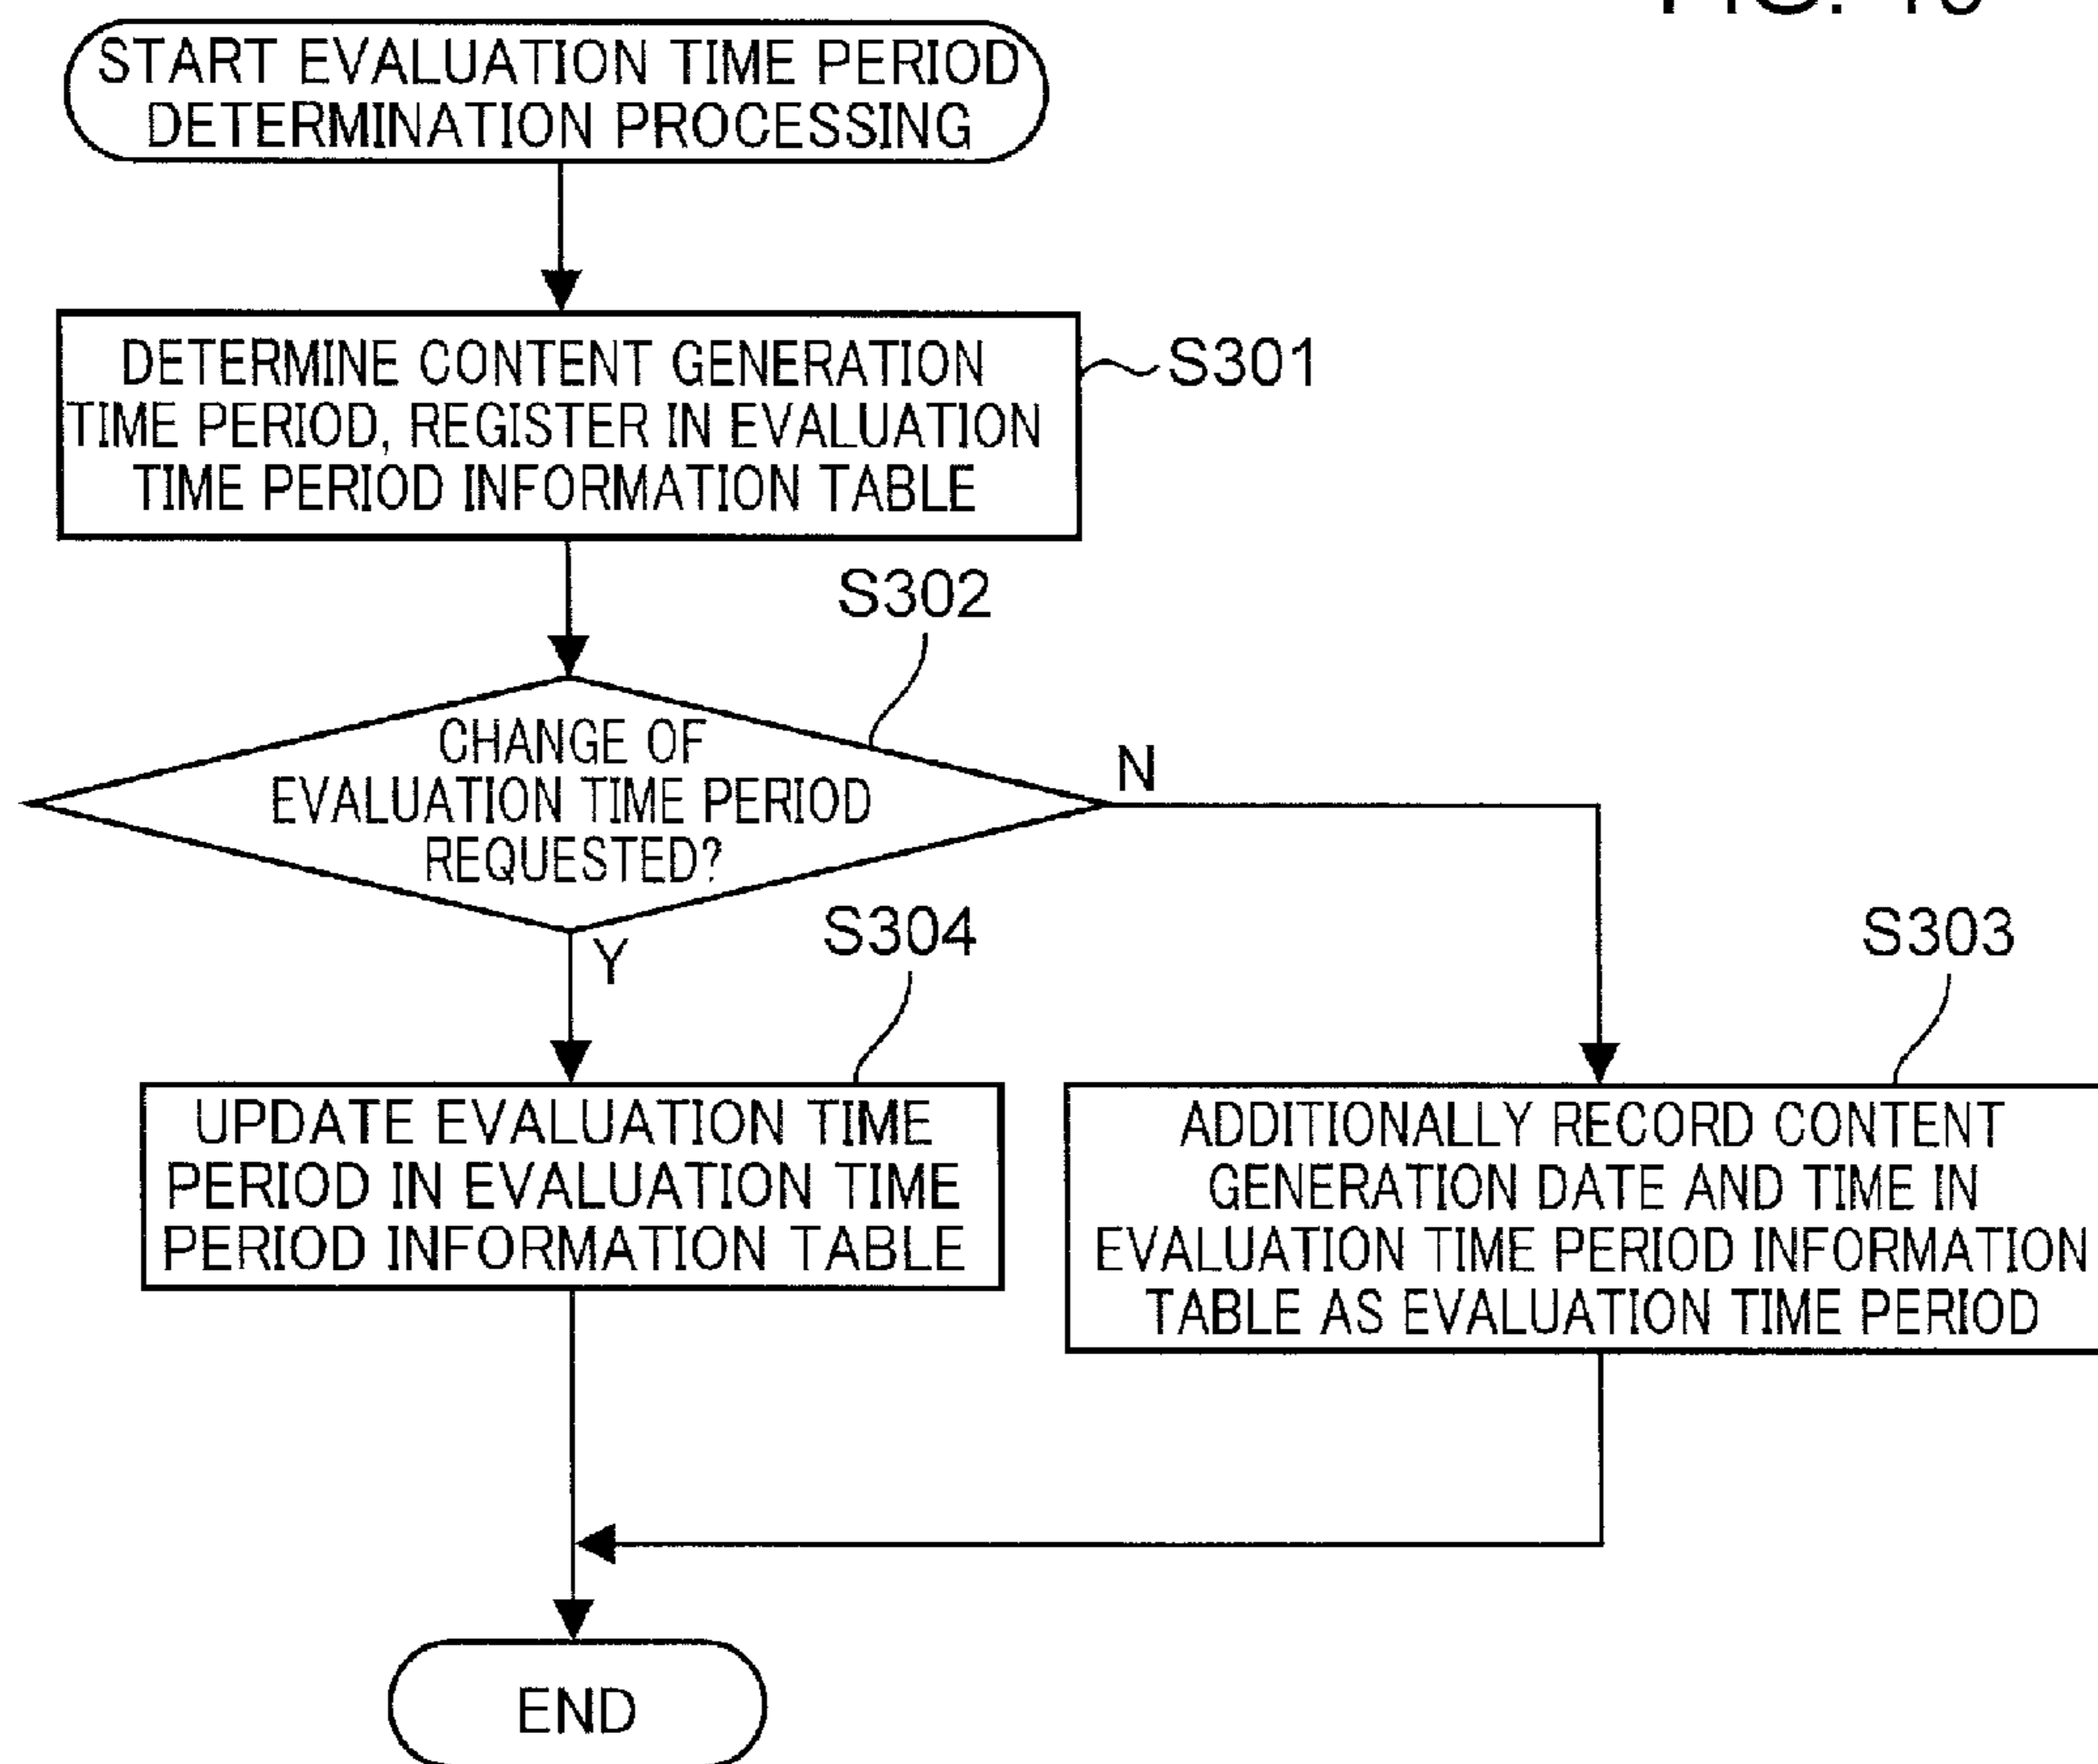 START EVALUATION TIME PERIOD
DETERMINATION PROCESSING
DETERMINE CONTENT GENERATION
TIME PERIOD, REGISTER IN EVALUATION
TIME PERIOD INFORMATION TABLE
S301
S302
CHANGE OF
EVALUATION TIME PERIOD
REQUESTED?
N
Y
S304
S303
UPDATE EVALUATION TIME
PERIOD IN EVALUATION TIME
PERIOD INFORMATION TABLE
ADDITIONALLY RECORD CONTENT
GENERATION DATE AND TIME IN
EVALUATION TIME PERIOD INFORMATION
TABLE AS EVALUATION TIME PERIOD
END